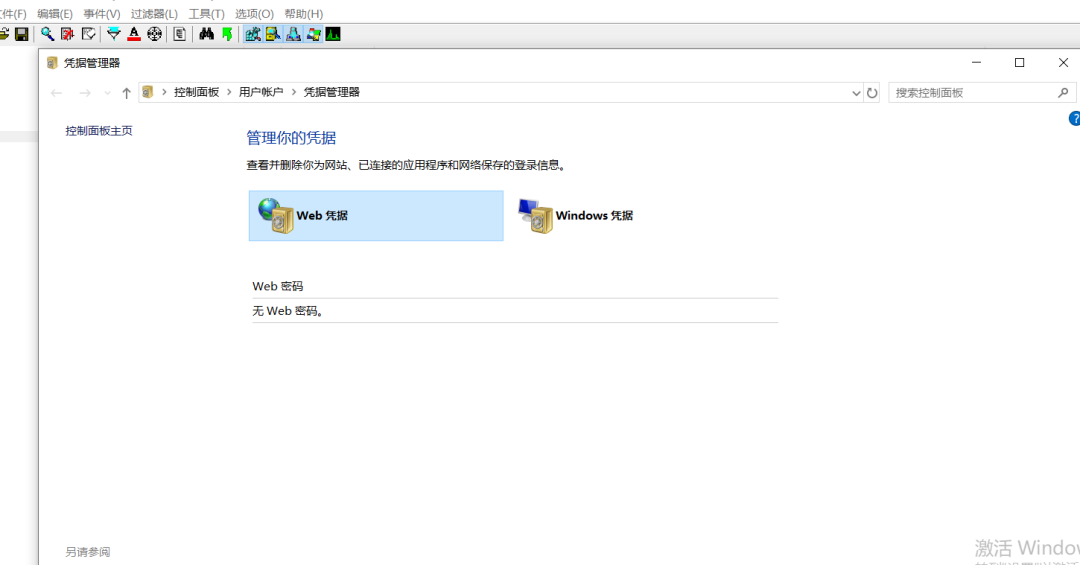 件(F) 编辑(E) 事件(V) 过滤器(L) 工具(T) 选项(O) 帮助(H)
凭据管理器
控制面板 › 用户帐户 › 凭据管理器
搜索控制面板
控制面板主页
管理你的凭据
查看并删除你为网站、已连接的应用程序和网络保存的登录信息。
Web 凭据
Windows 凭据
Web 密码
无 Web 密码。
另请参阅
激活 Window